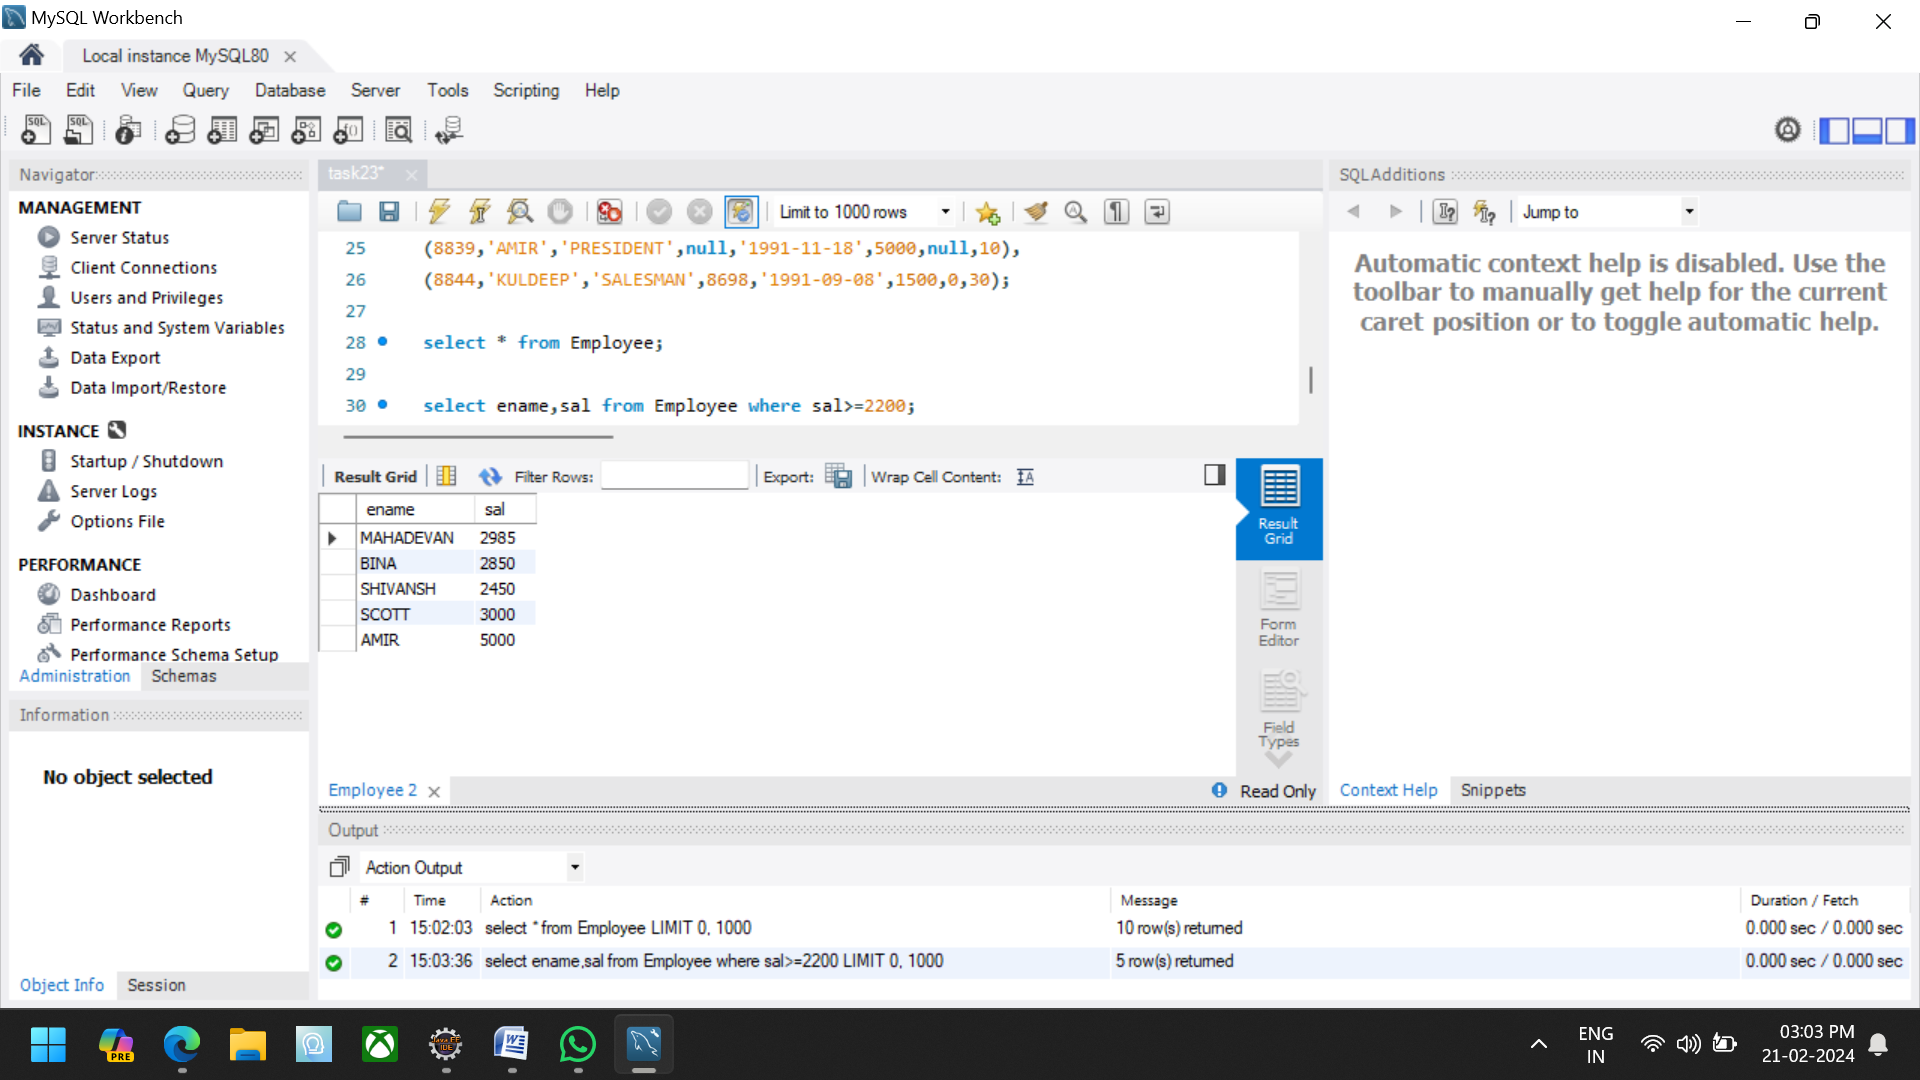 MySQL Workbench
Local instance MySQL80
File Edit View Query Database Server Tools Scripting Help
Navigator
MANAGEMENT
Server Status
Client Connections
Users and Privileges
Status and System Variables
Data Export
Data Import/Restore
INSTANCE
Startup / Shutdown
Server Logs
Options File
PERFORMANCE
Dashboard
Performance Reports
Performance Schema Setup
Administration Schemas
Information
No object selected
Object Info Session
task23*
Limit to 1000 rows
25 (8839,'AMIR','PRESIDENT',null,'1991-11-18',5000,null,10),
26 (8844,'KULDEEP','SALESMAN',8698,'1991-09-08',1500,0,30);
27
28 select * from Employee;
29
30 select ename,sal from Employee where sal>=2200;
Result Grid Filter Rows: Export: Wrap Cell Content:
ename sal
MAHADEVAN 2985
BINA 2850
SHIVANSH 2450
SCOTT 3000
AMIR 5000
Result
Grid
Form
Editor
Field
Types
Employee 2 Read Only
SQLAdditions
Jump to
Automatic context help is disabled. Use the
toolbar to manually get help for the current
caret position or to toggle automatic help.
Context Help Snippets
Output
Action Output
# Time Action Message Duration / Fetch
1 15:02:03 select * from Employee LIMIT 0, 1000 10 row(s) returned 0.000 sec / 0.000 sec
2 15:03:36 select ename,sal from Employee where sal>=2200 LIMIT 0, 1000 5 row(s) returned 0.000 sec / 0.000 sec
PRE
Java EE
IDE
ENG
IN
03:03 PM
21-02-2024